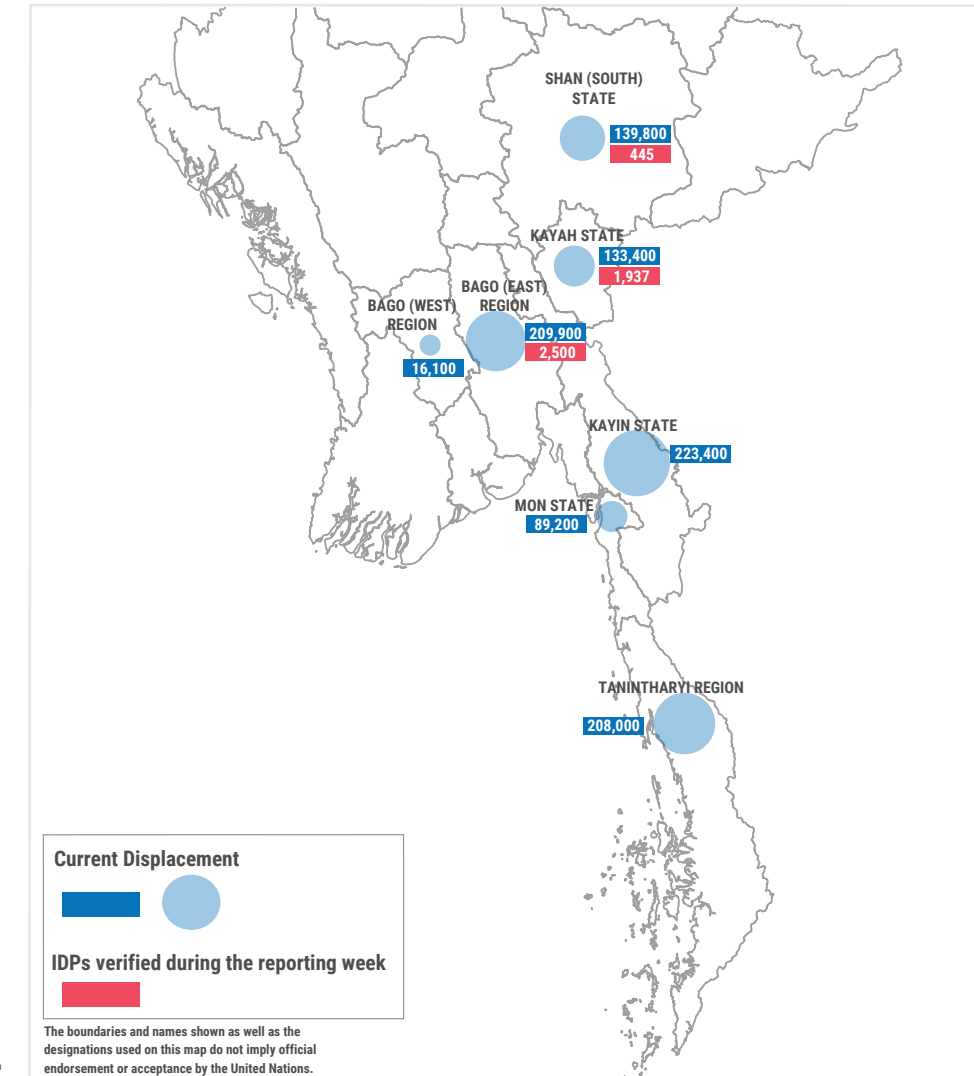 SHAN (SOUTH)
STATE
139,800
445
KAYAH STATE
133,400
1,937
BAGO (EAST)
REGION
209,900
2,500
BAGO (WEST)
REGION
16,100
KAYIN STATE
223,400
MON STATE
89,200
TANINTHARYI REGION
208,000
Current Displacement
IDPs verified during the reporting week
The boundaries and names shown as well as the
designations used on this map do not imply official
endorsement or acceptance by the United Nations.